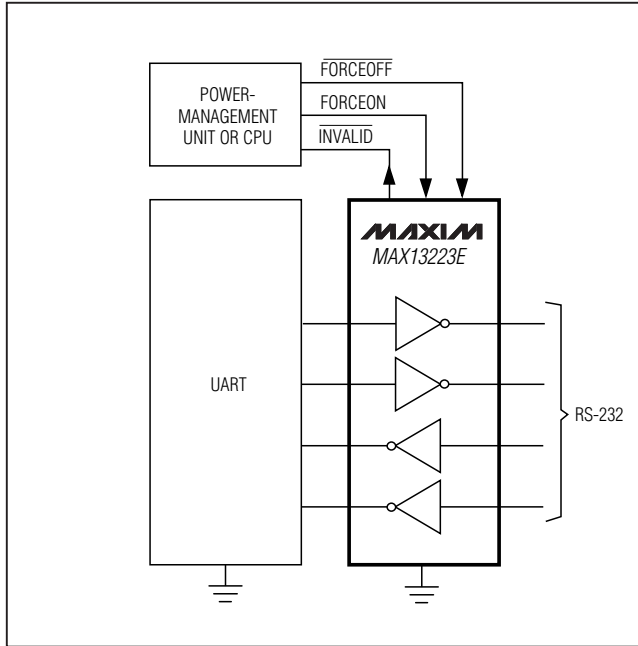 FORCEOFF
POWER-
MANAGEMENT
UNIT OR CPU
FORCEON
INVALID
MAXIM
MAX13223E
UART
RS-232